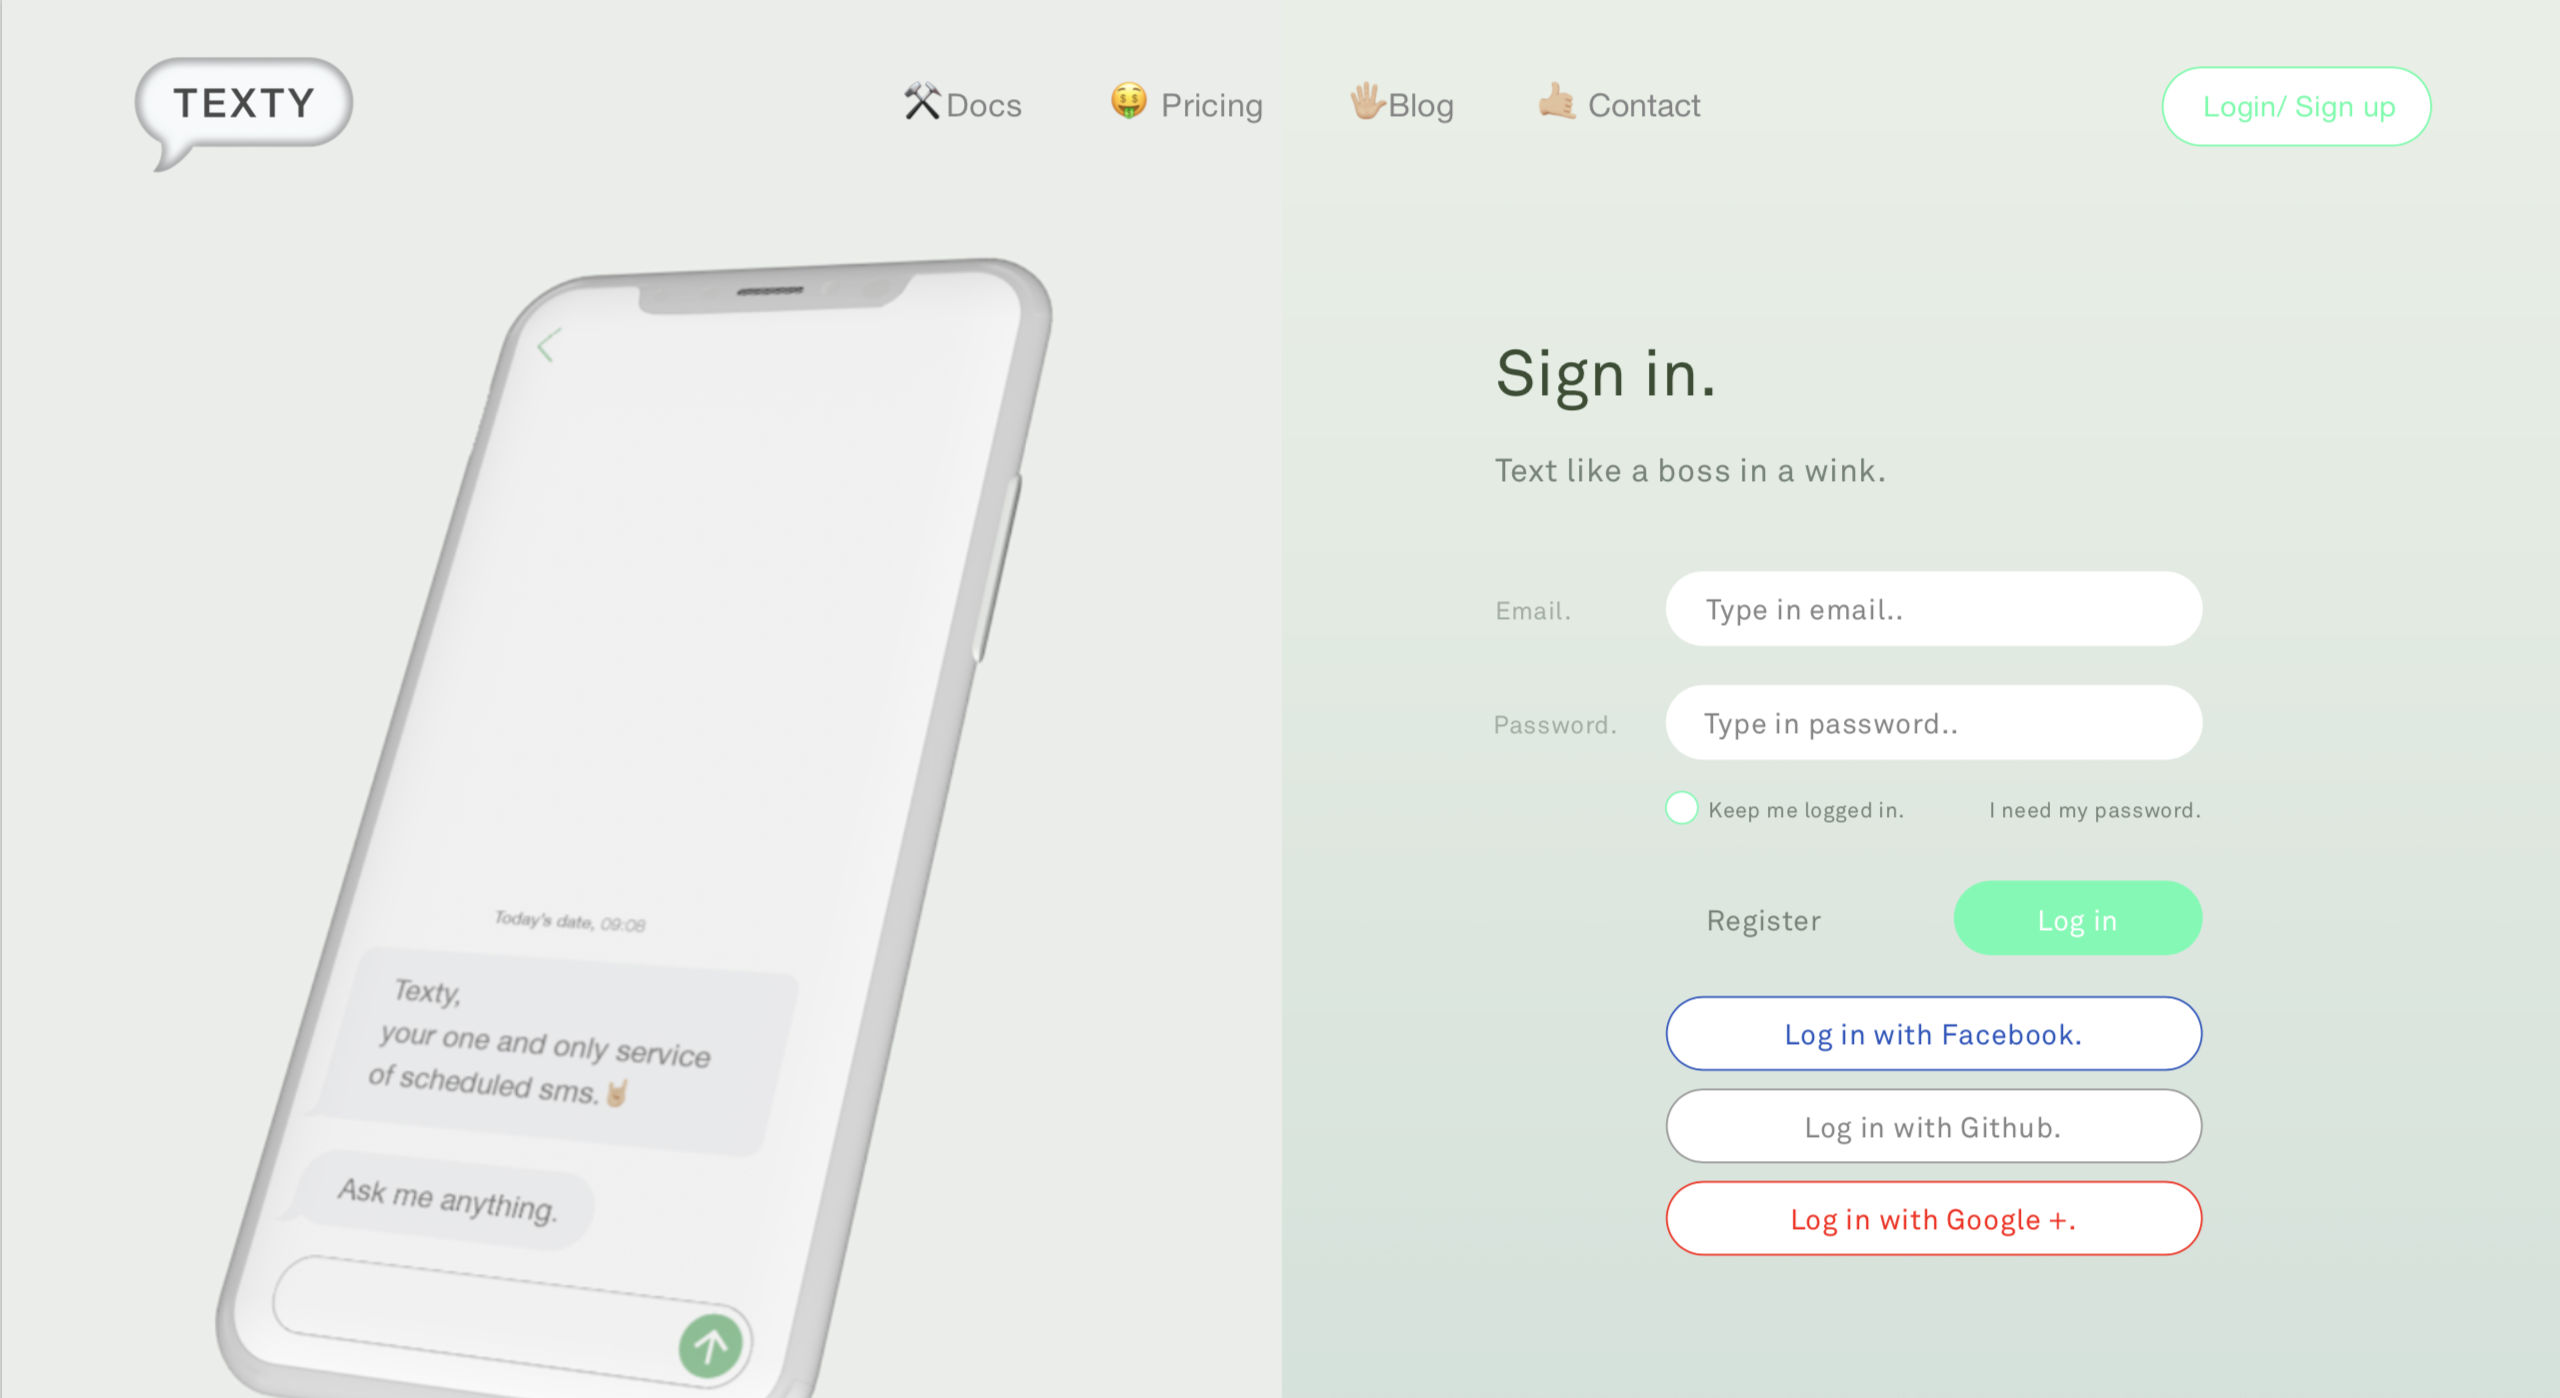 TEXTY
⚒Docs
🤑 Pricing
🖐🏼Blog
🤙🏼 Contact
Login/ Sign up
Today's date, 09:08
Texty,
your one and only service
of scheduled sms.🤘🏼
Ask me anything.
Sign in.
Text like a boss in a wink.
Email.
Type in email..
Password.
Type in password..
Keep me logged in.
I need my password.
Register
Log in
Log in with Facebook.
Log in with Github.
Log in with Google +.